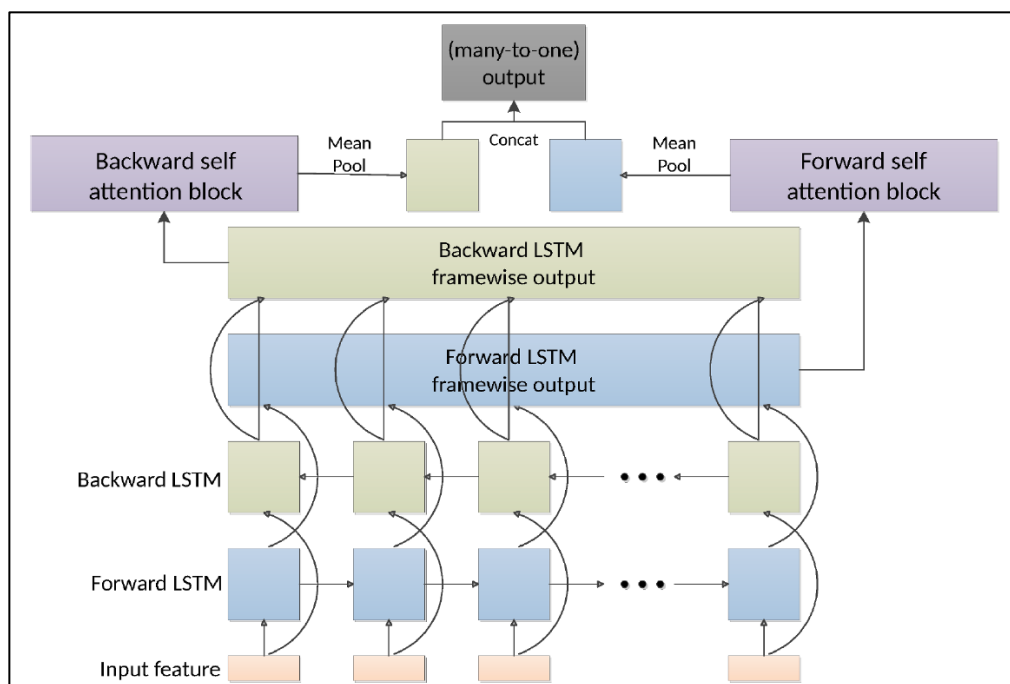 (many-to-one)
output
Backward self
attention block
Mean
Pool
Concat
Mean
Pool
Forward self
attention block
Backward LSTM
framewise output
Forward LSTM
framewise output
Backward LSTM
Forward LSTM
Input feature